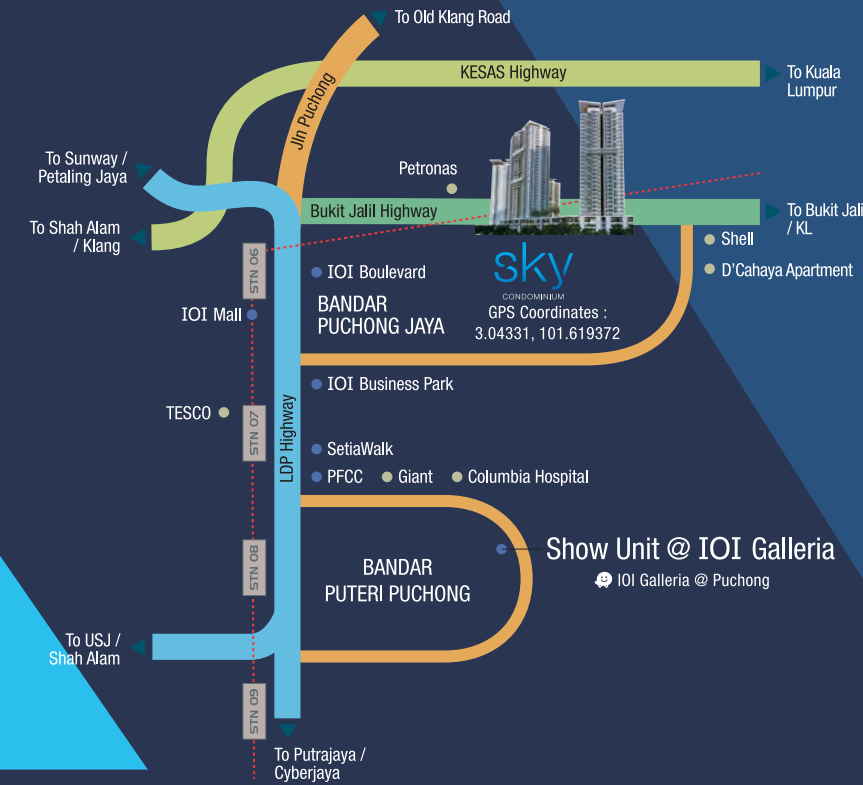 To Old Klang Road
KESAS Highway
To Kuala
Lumpur
Jln Puchong
To Sunway /
Petaling Jaya
Petronas
To Shah Alam
/ Klang
Bukit Jalil Highway
To Bukit Jali
/ KL
Shell
D'Cahaya Apartment
STN 06
IOI Boulevard
sky
CONDOMINIUM
GPS Coordinates :
3.04331, 101.619372
IOI Mall
BANDAR
PUCHONG JAYA
IOI Business Park
TESCO
STN 07
LDP Highway
SetiaWalk
PFCC
Giant
Columbia Hospital
STN 08
BANDAR
PUTERI PUCHONG
Show Unit @ IOI Galleria
IOI Galleria @ Puchong
To USJ /
Shah Alam
STN 09
To Putrajaya /
Cyberjaya